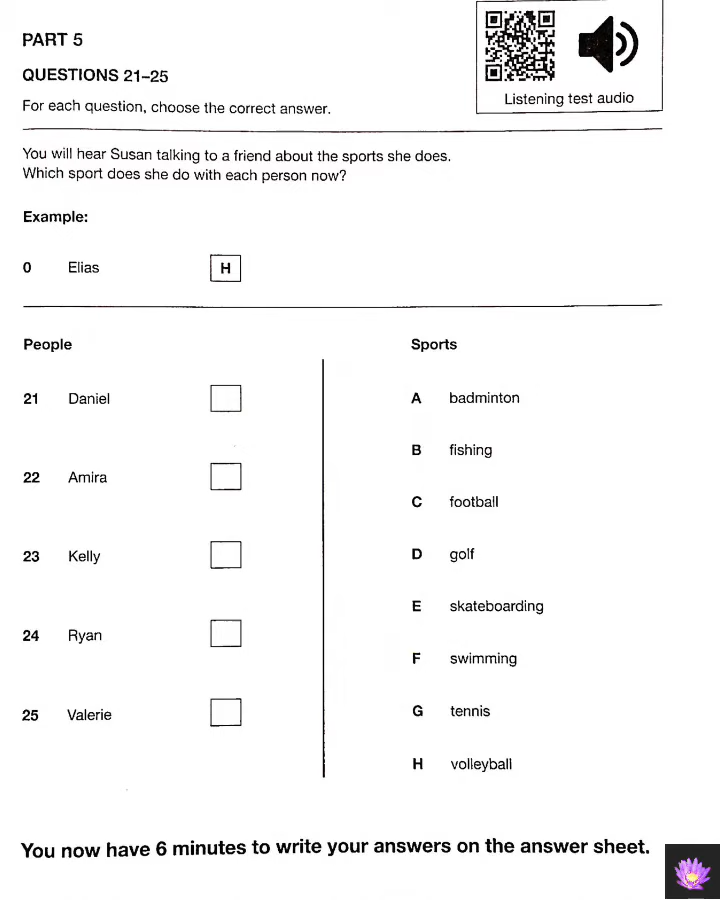 PART 5
QUESTIONS 21–25
For each question, choose the correct answer.
Listening test audio
You will hear Susan talking to a friend about the sports she does.
Which sport does she do with each person now?
Example:
0 Elias H
People Sports
21 Daniel A badminton
B fishing
22 Amira
C football
23 Kelly D golf
E skateboarding
24 Ryan
F swimming
25 Valerie G tennis
H volleyball
You now have 6 minutes to write your answers on the answer sheet.